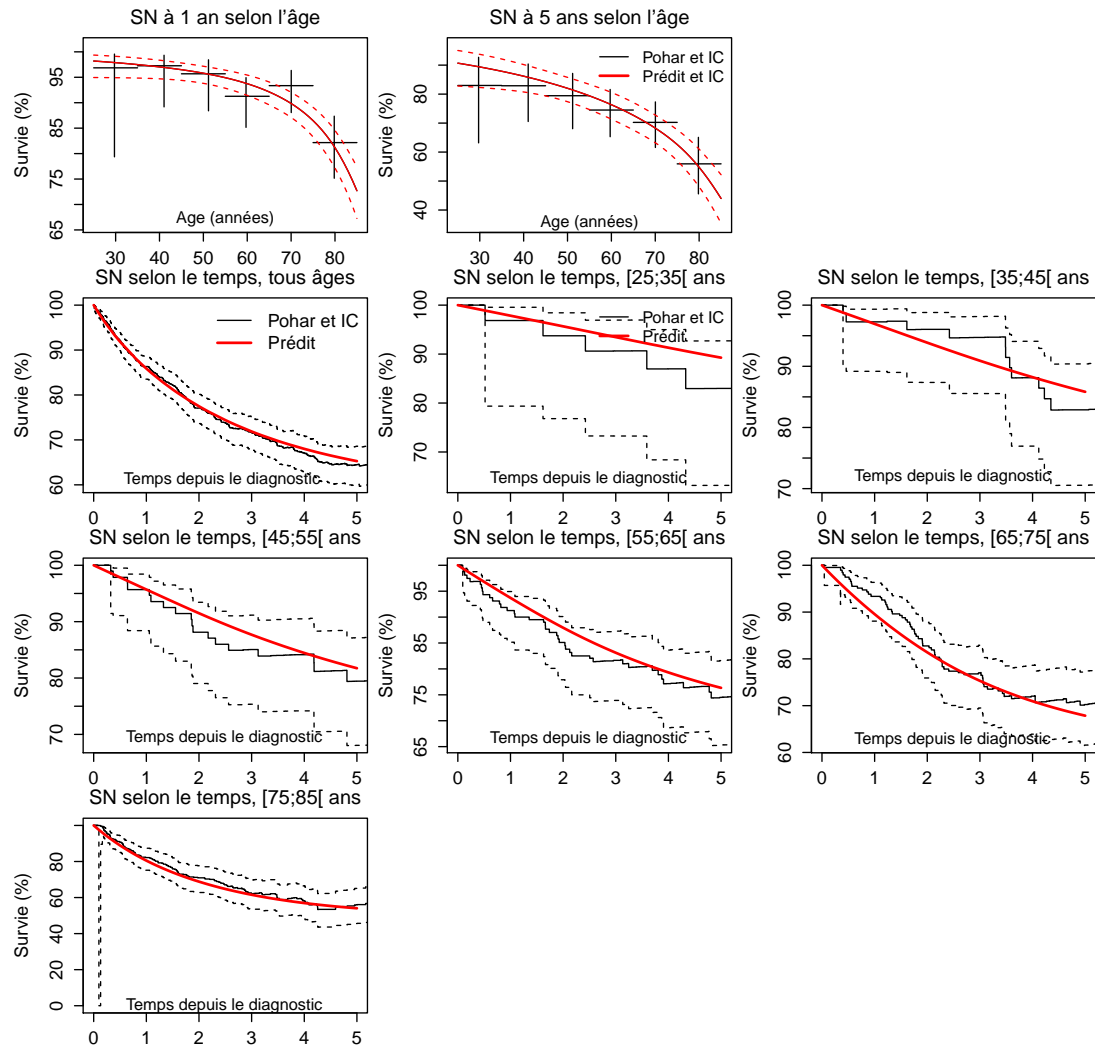 SN à 1 an selon l'âge
Survie (%)
95
85
75
65
Age (années)
30 40 50 60 70 80
SN à 5 ans selon l'âge
Pohar et IC
Prédit et IC
Survie (%)
80
60
40
Age (années)
30 40 50 60 70 80
SN selon le temps, tous âges
Pohar et IC
Prédit
Survie (%)
100
90
80
70
60
Temps depuis le diagnostic
0 1 2 3 4 5
SN selon le temps, [25;35[ ans
Pohar et IC
Prédit
Survie (%)
100
90
80
70
Temps depuis le diagnostic
0 1 2 3 4 5
SN selon le temps, [35;45[ ans
Survie (%)
100
90
80
70
Temps depuis le diagnostic
0 1 2 3 4 5
SN selon le temps, [45;55[ ans
Survie (%)
100
90
80
70
Temps depuis le diagnostic
0 1 2 3 4 5
SN selon le temps, [55;65[ ans
Survie (%)
95
85
75
65
Temps depuis le diagnostic
0 1 2 3 4 5
SN selon le temps, [65;75[ ans
Survie (%)
100
90
80
70
60
Temps depuis le diagnostic
0 1 2 3 4 5
SN selon le temps, [75;85[ ans
Survie (%)
80
60
40
20
0
Temps depuis le diagnostic
0 1 2 3 4 5